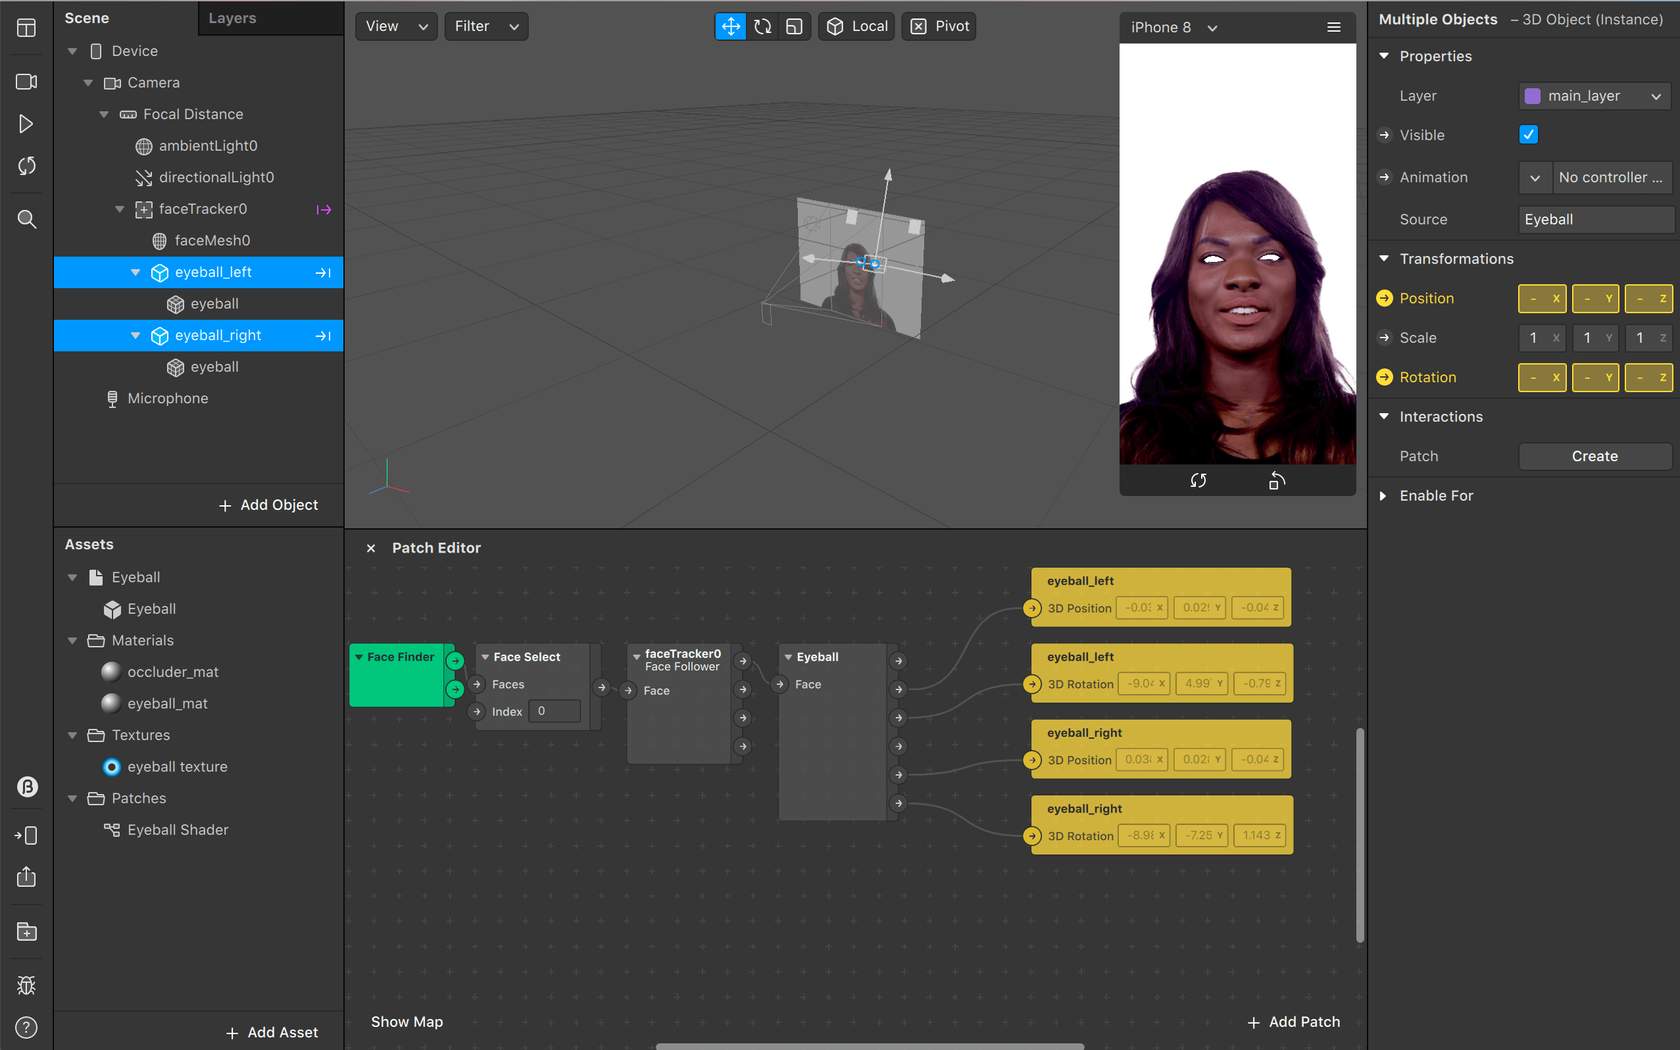 Scene
Layers
Device
Camera
Focal Distance
ambientLight0
directionalLight0
faceTracker0
faceMesh0
eyeball_left
eyeball
eyeball_right
eyeball
Microphone
+ Add Object
Assets
Eyeball
Eyeball
Materials
occluder_mat
eyeball_mat
Textures
eyeball texture
Patches
Eyeball Shader
+ Add Asset
View
Filter
Local
Pivot
iPhone 8
Patch Editor
Face Finder
Face Select
Faces
Index 0
faceTracker0
Face Follower
Face
Eyeball
Face
eyeball_left
3D Position -0.03 X 0.02 Y -0.04 Z
eyeball_left
3D Rotation -9.04 X 4.99 Y -0.79 Z
eyeball_right
3D Position 0.03 X 0.02 Y -0.04 Z
eyeball_right
3D Rotation -8.98 X -7.25 Y 1.143 Z
Show Map
+ Add Patch
Multiple Objects – 3D Object (Instance)
Properties
Layer main_layer
Visible
Animation No controller ...
Source Eyeball
Transformations
Position - X - Y - Z
Scale 1 X 1 Y 1 Z
Rotation - X - Y - Z
Interactions
Patch Create
Enable For